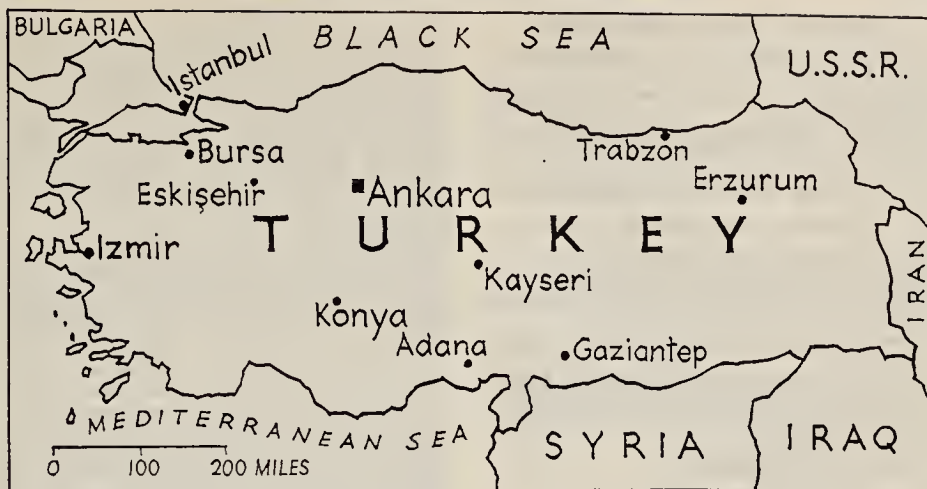 BULGARIA
BLACK SEA
U.S.S.R.
Istanbul
Bursa
Trabzon
Eskişehir
Ankara
Erzurum
TURKEY
Izmir
Kayseri
IRAN
Konya
Adana
Gaziantep
MEDITERRANEAN SEA
SYRIA
IRAQ
0 100 200 MILES